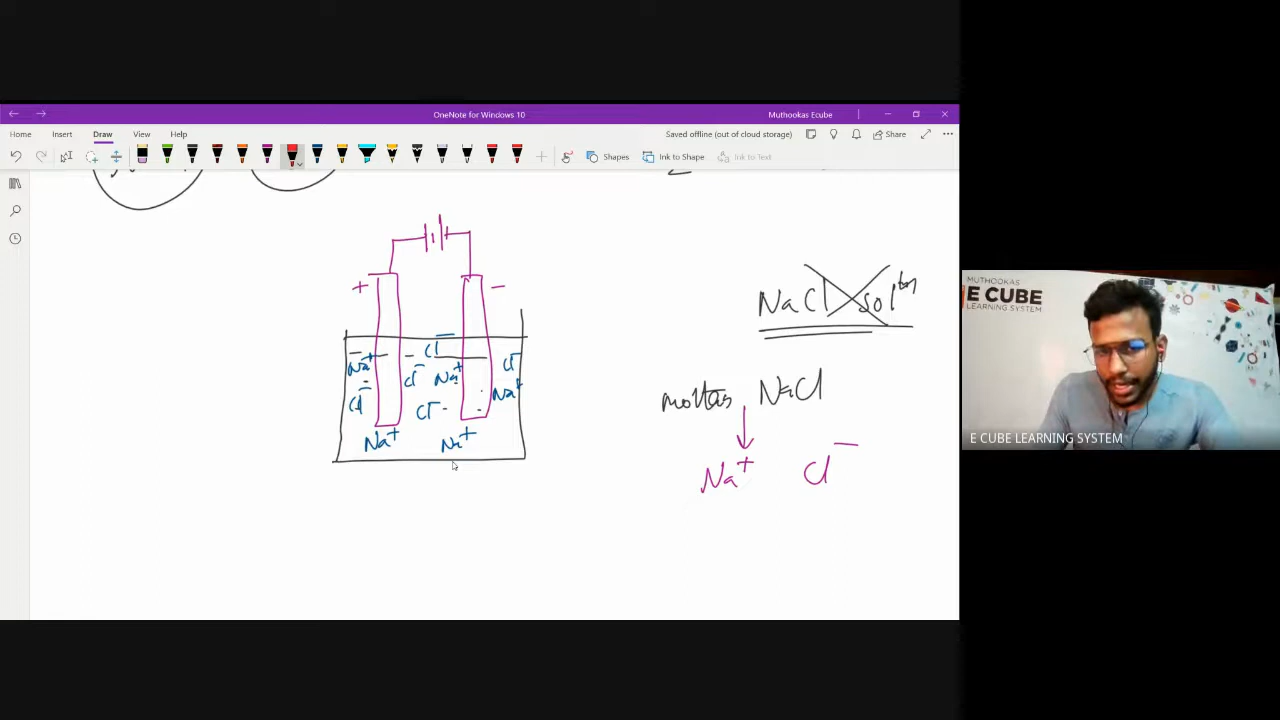 OneNote for Windows 10
Muthookas Ecube
Home Insert Draw View Help
Saved offline (out of cloud storage)
Share
Shapes
Ink to Shape
Ink to Text
+
−
Cl⁻
Na⁺ Cl⁻ Na⁺ Cl⁻
Cl⁻ Cl⁻ Na⁺
Na⁺ Na⁺
NaCl solⁿ
NaCl
Na⁺ Cl⁻
MUTHOOKAS
E CUBE
LEARNING SYSTEM
E CUBE LEARNING SYSTEM